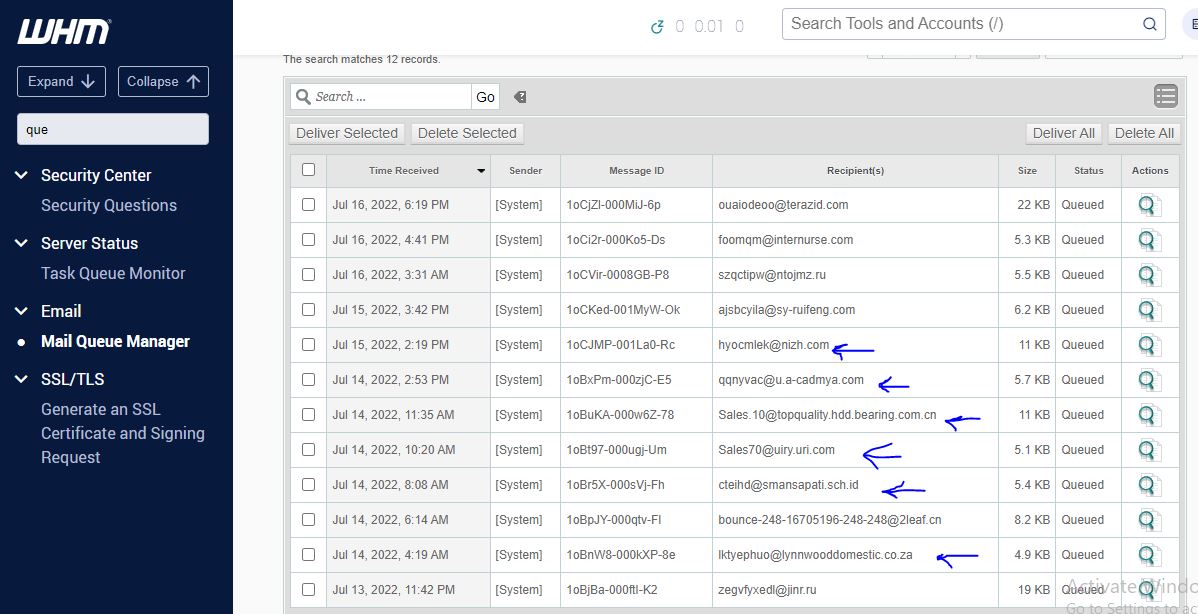 WHM
0 0.01 0
Search Tools and Accounts (/)
Expand Collapse
que
Security Center
Security Questions
Server Status
Task Queue Monitor
Email
Mail Queue Manager
SSL/TLS
Generate an SSL
Certificate and Signing
Request
The search matches 12 records.
Search ... Go
Deliver Selected Delete Selected Deliver All Delete All
Time Received Sender Message ID Recipient(s) Size Status Actions
Jul 16, 2022, 6:19 PM [System] 1oCjZl-000MiJ-6p ouaiodeoo@terazid.com 22 KB Queued
Jul 16, 2022, 4:41 PM [System] 1oCi2r-000Ko5-Ds foomqm@internurse.com 5.3 KB Queued
Jul 16, 2022, 3:31 AM [System] 1oCVir-0008GB-P8 szqctipw@ntojmz.ru 5.5 KB Queued
Jul 15, 2022, 3:42 PM [System] 1oCKed-001MyW-Ok ajsbcyila@sy-ruifeng.com 6.2 KB Queued
Jul 15, 2022, 2:19 PM [System] 1oCJMP-001La0-Rc hyocmlek@nizh.com 11 KB Queued
Jul 14, 2022, 2:53 PM [System] 1oBxPm-000zjC-E5 qqnyvac@u.a-cadmya.com 5.7 KB Queued
Jul 14, 2022, 11:35 AM [System] 1oBuKA-000w6Z-78 Sales.10@topquality.hdd.bearing.com.cn 11 KB Queued
Jul 14, 2022, 10:20 AM [System] 1oBt97-000ugj-Um Sales70@uiry.uri.com 5.1 KB Queued
Jul 14, 2022, 8:08 AM [System] 1oBr5X-000sVj-Fh cteihd@smansapati.sch.id 5.4 KB Queued
Jul 14, 2022, 6:14 AM [System] 1oBpJY-000qtv-Fl bounce-248-16705196-248-248@2leaf.cn 8.2 KB Queued
Jul 14, 2022, 4:19 AM [System] 1oBnW8-000kXP-8e lktyephuo@lynnwooddomestic.co.za 4.9 KB Queued
Jul 13, 2022, 11:42 PM [System] 1oBjBa-000ftI-K2 zegvfyxedl@jinr.ru 19 KB Queued
Activate Windo
Go to Settings to ac